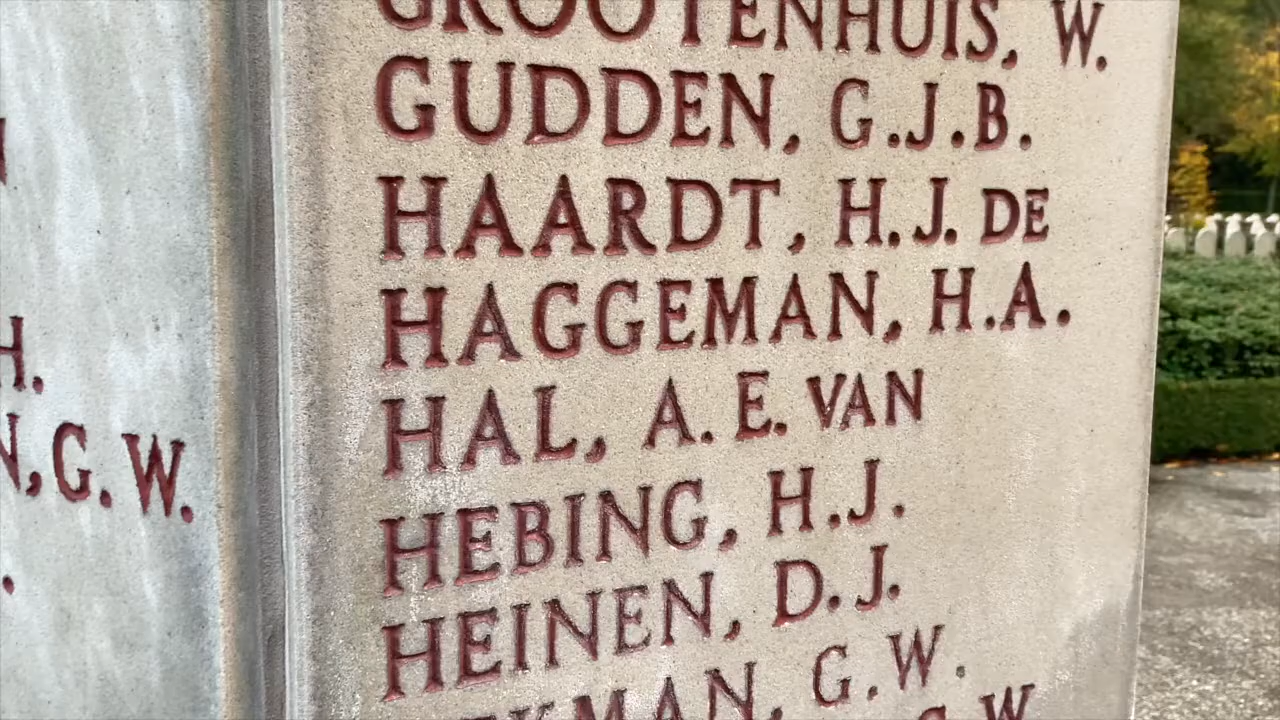 H.
G. W.
GROOTENHUIS, W.
GUDDEN, G.J.B.
HAARDT, H.J. DE
HAGGEMAN, H.A.
HAL, A.E. VAN
HEBING, H.J.
HEINEN, D.J.
G.W.